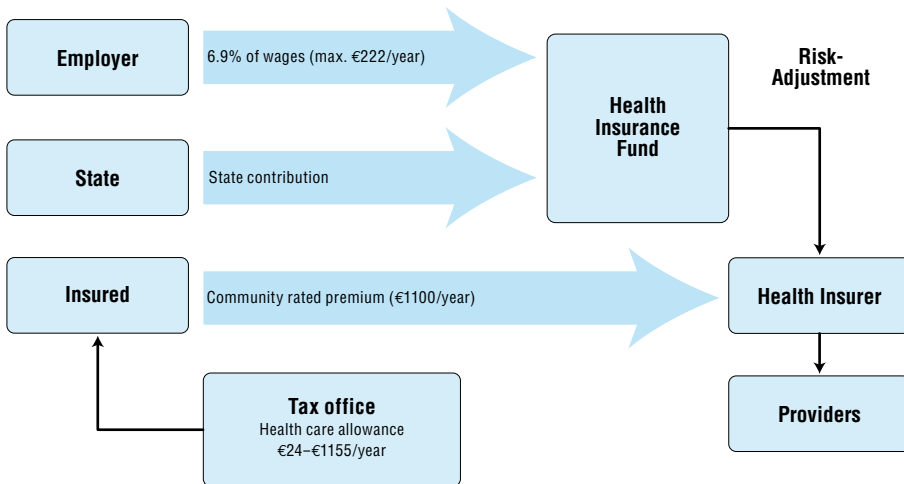 Employer
6.9% of wages (max. €222/year)
Health
Insurance
Fund
Risk-
Adjustment
State
State contribution
Insured
Community rated premium (€1100/year)
Health Insurer
Tax office
Health care allowance
€24–€1155/year
Providers